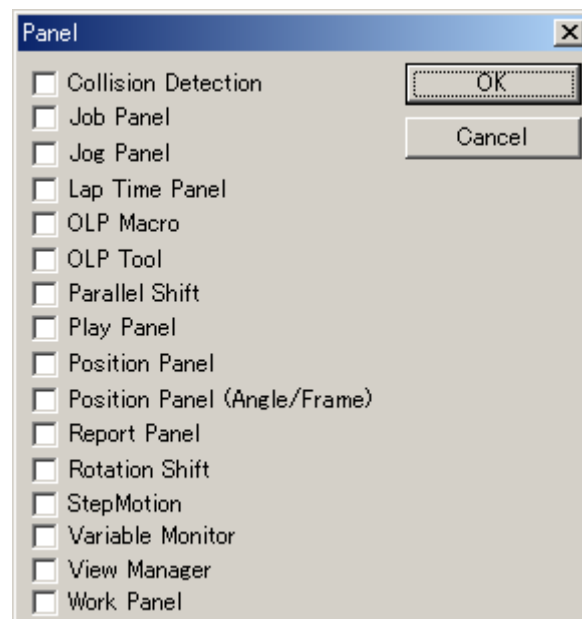 Panel
Collision Detection
OK
Job Panel
Cancel
Jog Panel
Lap Time Panel
OLP Macro
OLP Tool
Parallel Shift
Play Panel
Position Panel
Position Panel (Angle/Frame)
Report Panel
Rotation Shift
StepMotion
Variable Monitor
View Manager
Work Panel